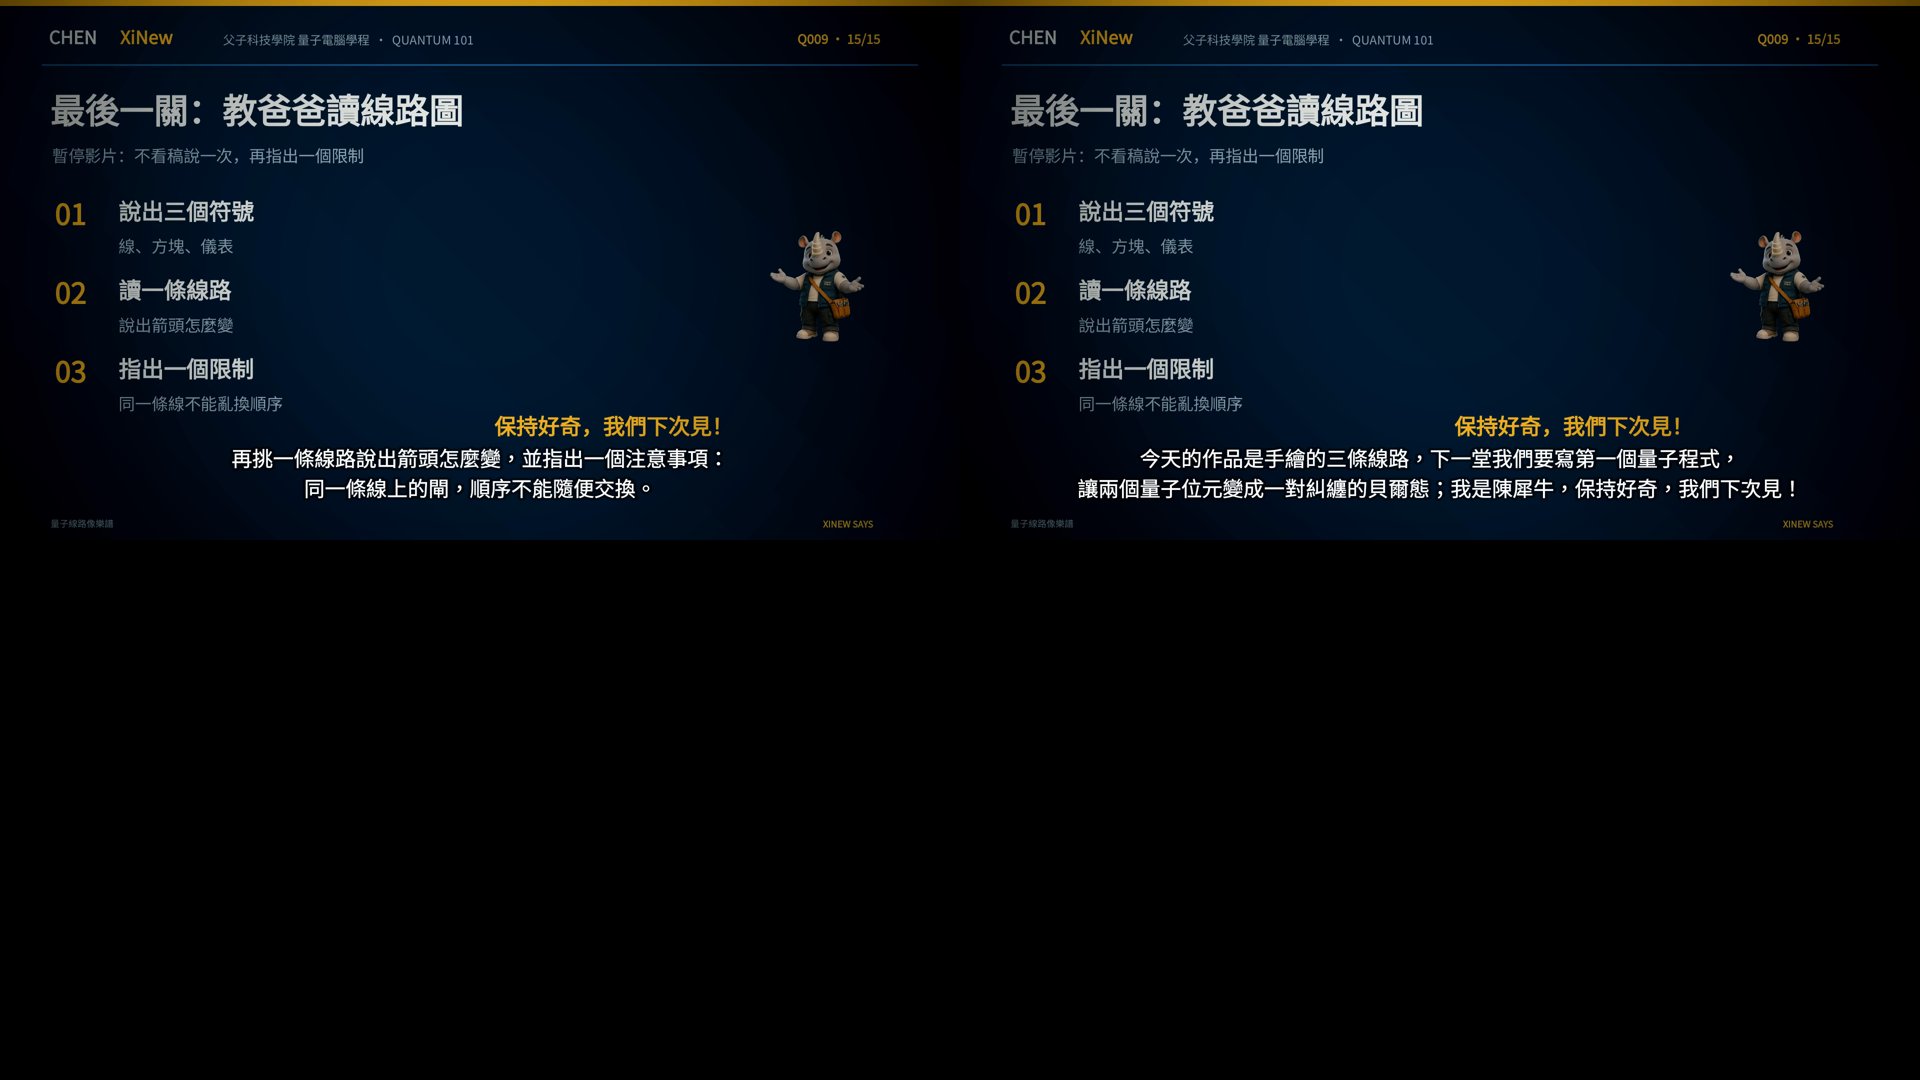 CHEN XiNew 父子科技學院 量子電腦學程 · QUANTUM 101 Q009 · 15/15
最後一關：教爸爸讀線路圖
暫停影片：不看稿說一次，再指出一個限制
01 說出三個符號
線、方塊、儀表
02 讀一條線路
說出箭頭怎麼變
03 指出一個限制
同一條線不能亂換順序
保持好奇，我們下次見！
再挑一條線路說出箭頭怎麼變，並指出一個注意事項：
同一條線上的閘，順序不能隨便交換。
量子線路像樂譜 XINEW SAYS
CHEN XiNew 父子科技學院 量子電腦學程 · QUANTUM 101 Q009 · 15/15
最後一關：教爸爸讀線路圖
暫停影片：不看稿說一次，再指出一個限制
01 說出三個符號
線、方塊、儀表
02 讀一條線路
說出箭頭怎麼變
03 指出一個限制
同一條線不能亂換順序
保持好奇，我們下次見！
今天的作品是手繪的三條線路，下一堂我們要寫第一個量子程式，
讓兩個量子位元變成一對糾纏的貝爾態；我是陳犀牛，保持好奇，我們下次見！
量子線路像樂譜 XINEW SAYS